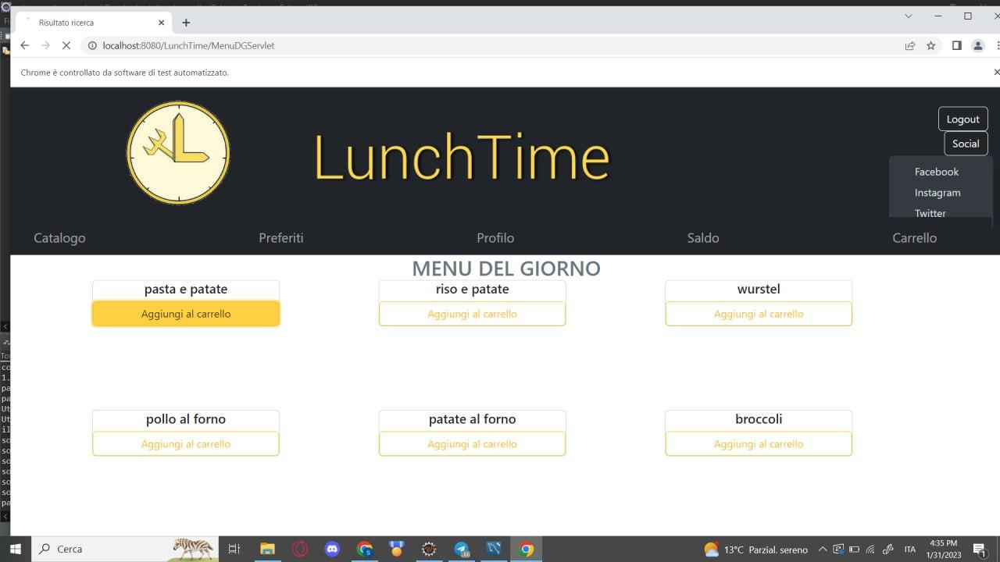 Risultato ricerca
localhost:8080/LunchTime/MenuDGServlet
Chrome è controllato da software di test automatizzato.
LunchTime
Logout
Social
Facebook
Instagram
Twitter
Catalogo Preferiti Profilo Saldo Carrello
MENU DEL GIORNO
pasta e patate riso e patate wurstel
Aggiungi al carrello Aggiungi al carrello Aggiungi al carrello
pollo al forno patate al forno broccoli
Aggiungi al carrello Aggiungi al carrello Aggiungi al carrello
Cerca
13°C Parzial. sereno
ITA
4:35 PM
1/31/2023